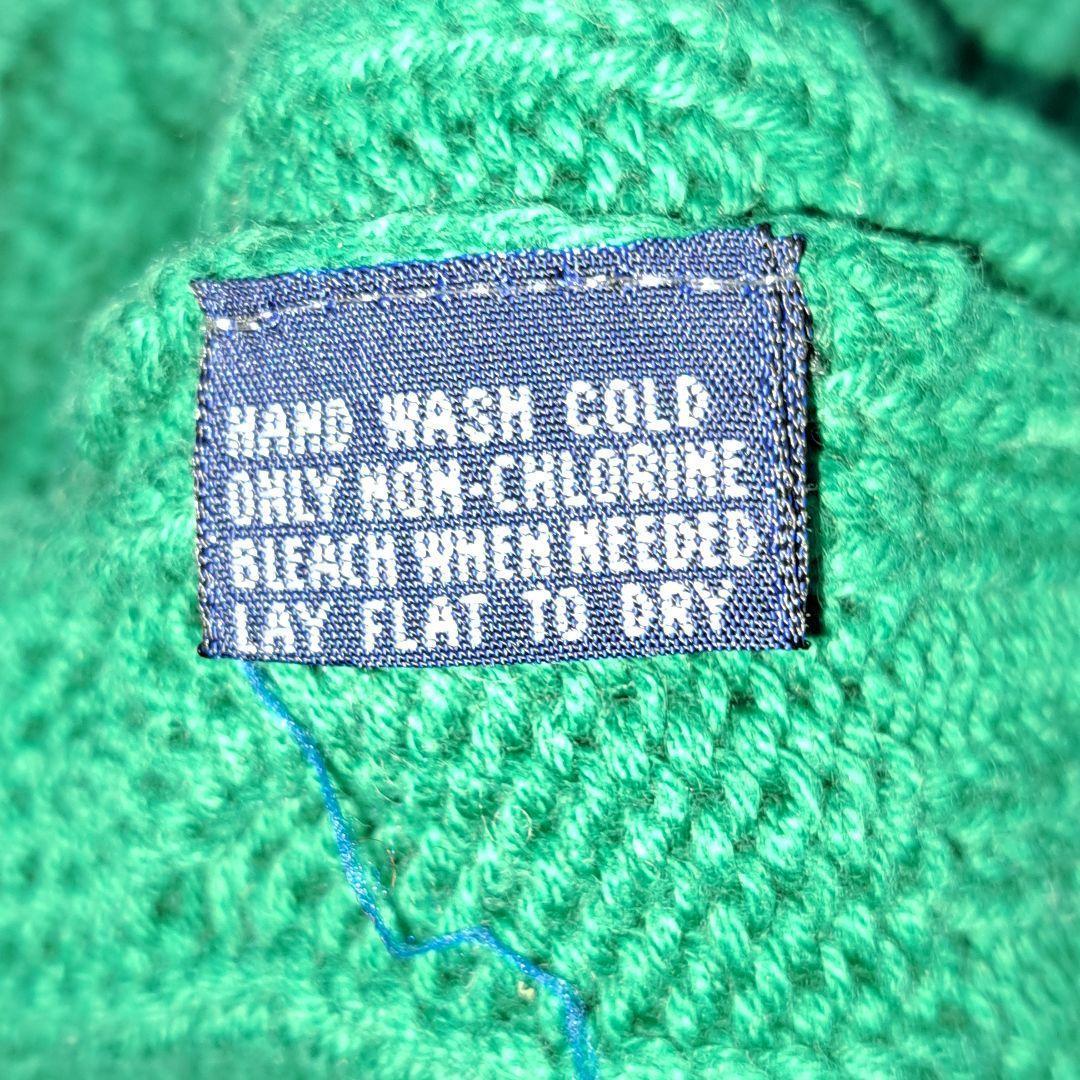 HAND WASH COLD
ONLY NON-CHLORINE
BLEACH WHEN NEEDED
LAY FLAT TO DRY